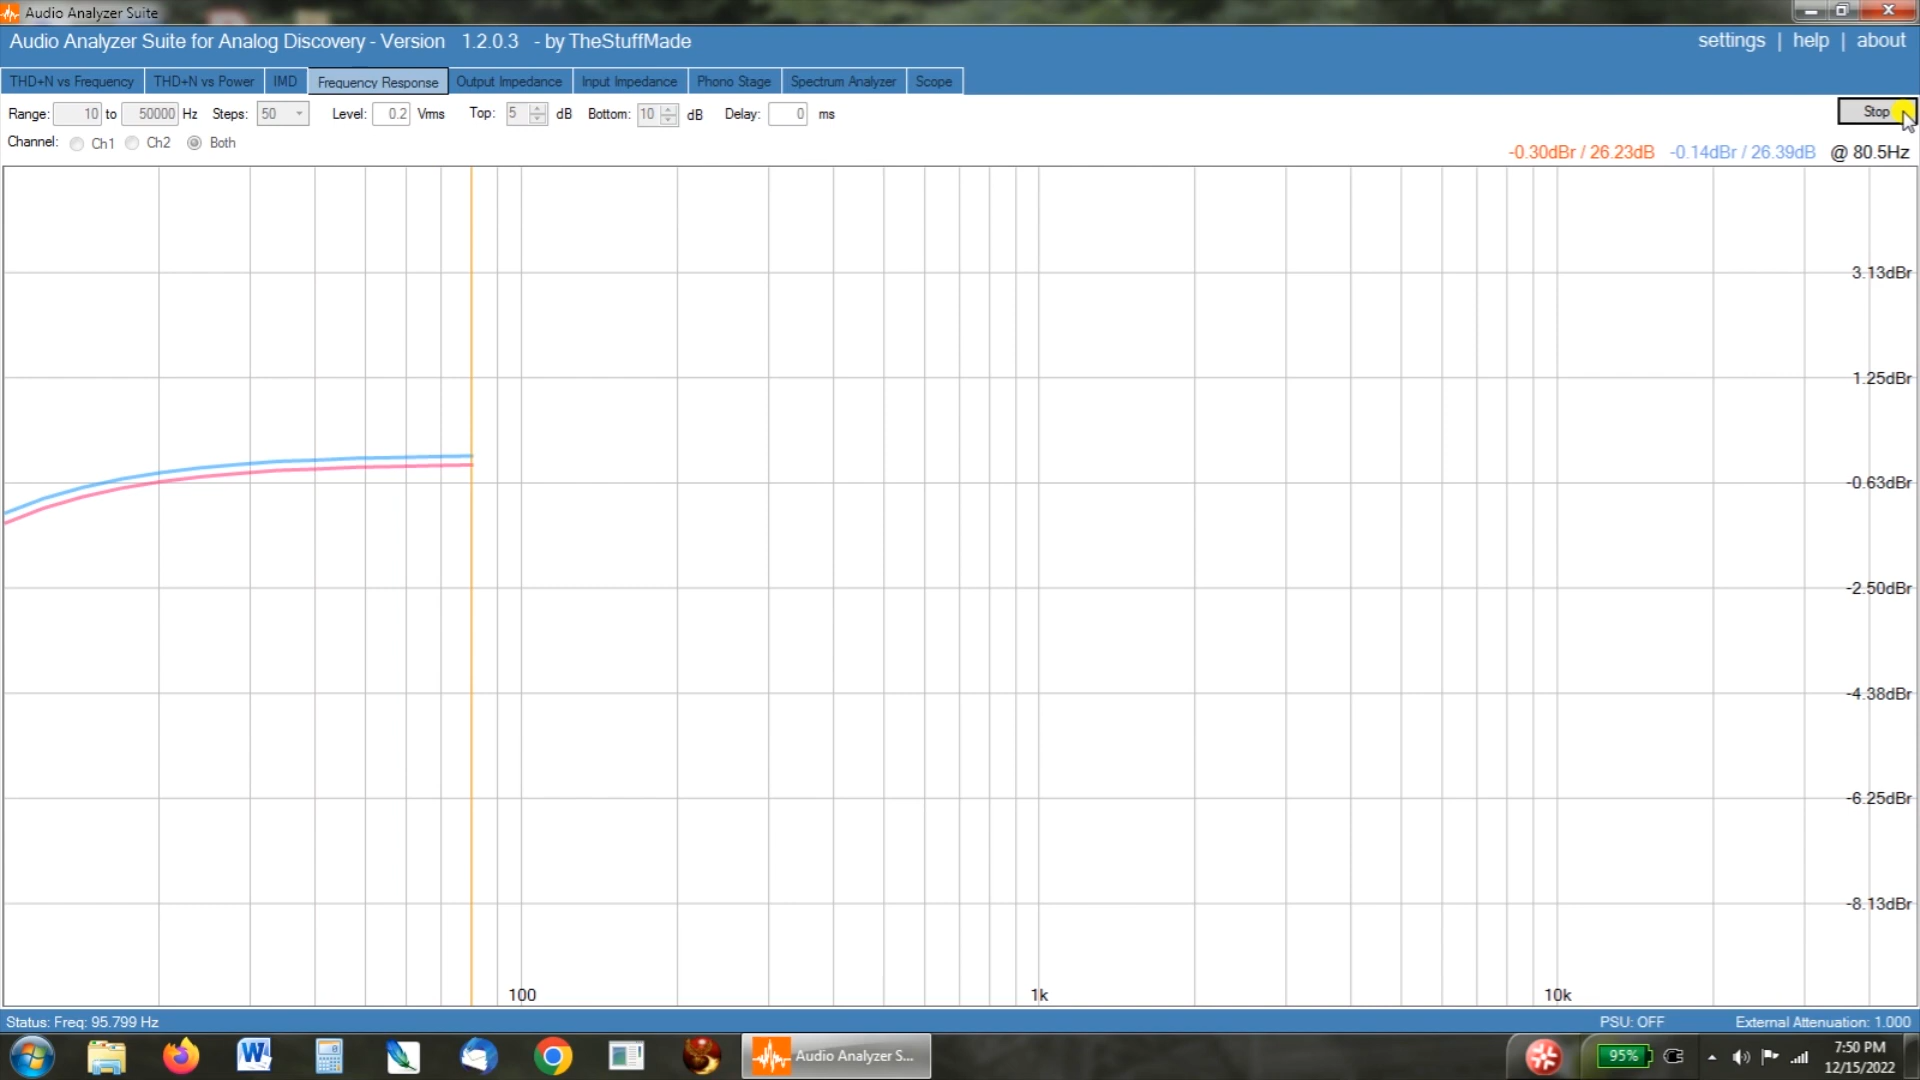 Audio Analyzer Suite
Audio Analyzer Suite for Analog Discovery - Version 1.2.0.3 - by TheStuffMade
settings | help | about
THD+N vs Frequency THD+N vs Power IMD Frequency Response Output Impedance Input Impedance Phono Stage Spectrum Analyzer Scope
Range: 10 to 50000 Hz Steps: 50 Level: 0.2 Vrms Top: 5 dB Bottom: 10 dB Delay: 0 ms
Stop
Channel: Ch1 Ch2 Both
-0.30dBr / 26.23dB -0.14dBr / 26.39dB @ 80.5Hz
3.13dBr
1.25dBr
-0.63dBr
-2.50dBr
-4.38dBr
-6.25dBr
-8.13dBr
100 1k 10k
Status: Freq: 95.799 Hz
PSU: OFF External Attenuation: 1.000
Audio Analyzer S...
95%
7:50 PM
12/15/2022